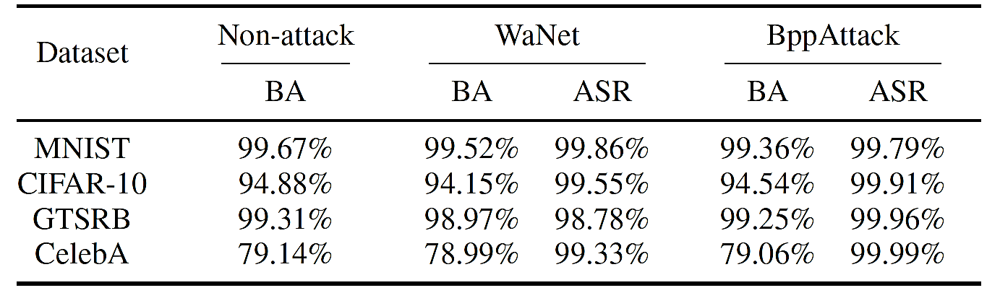 Dataset Non-attack WaNet BppAttack
BA BA ASR BA ASR
MNIST 99.67% 99.52% 99.86% 99.36% 99.79%
CIFAR-10 94.88% 94.15% 99.55% 94.54% 99.91%
GTSRB 99.31% 98.97% 98.78% 99.25% 99.96%
CelebA 79.14% 78.99% 99.33% 79.06% 99.99%